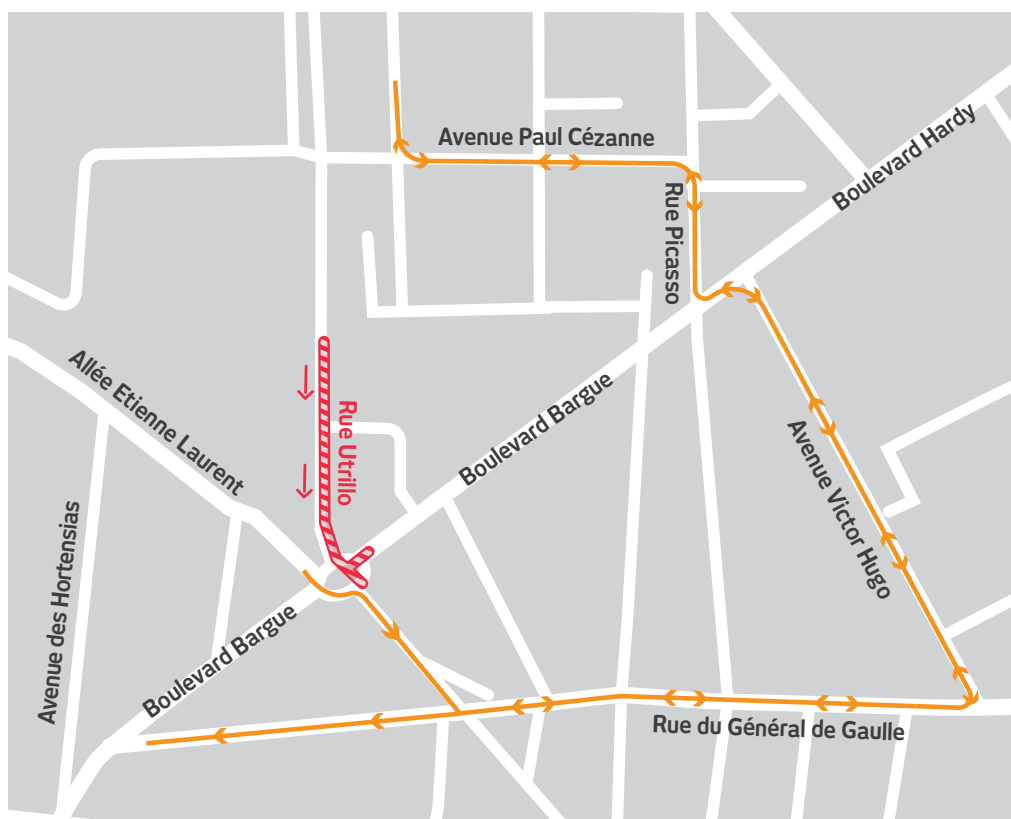 Avenue Paul Cézanne
Boulevard Hardy
Rue Picasso
Allée Etienne Laurent
Rue Utrillo
Boulevard Bargue
Avenue Victor Hugo
Avenue des Hortensias
Boulevard Bargue
Rue du Général de Gaulle